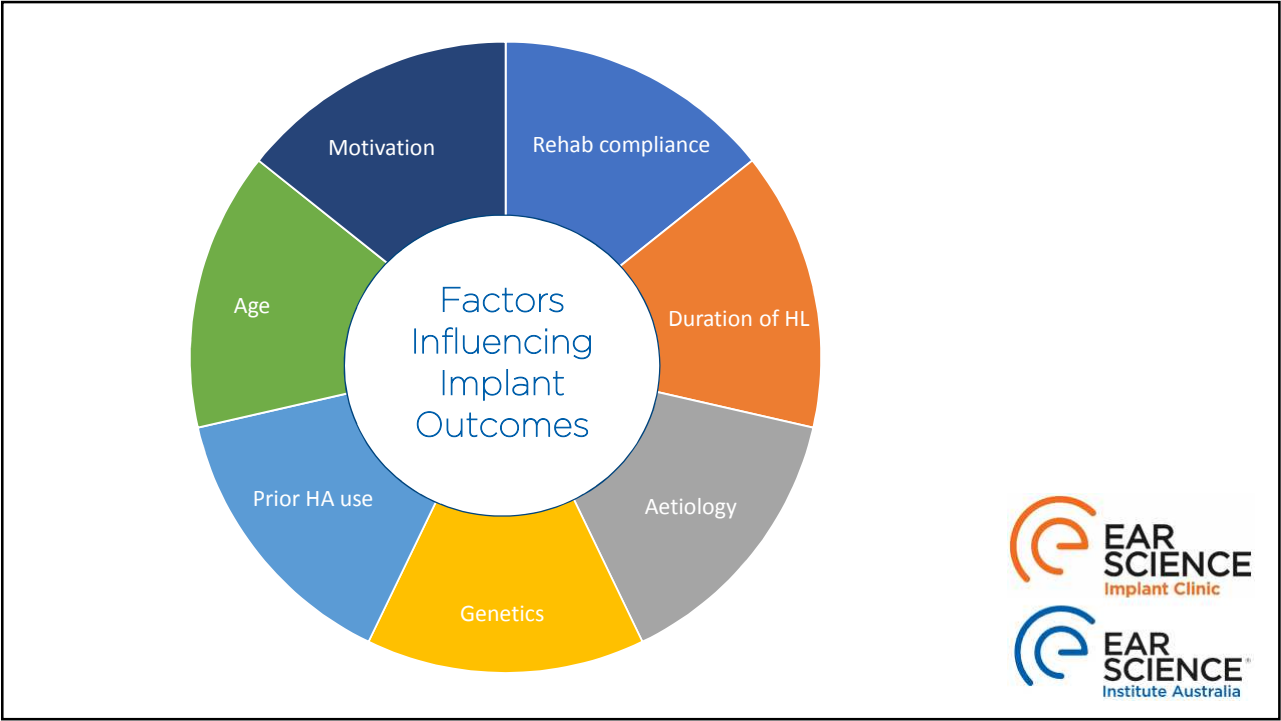 Motivation
Rehab compliance
Age
Duration of HL
Factors
Influencing
Implant
Outcomes
Prior HA use
Aetiology
Genetics
EAR
SCIENCE
Implant Clinic
EAR
SCIENCE®
Institute Australia